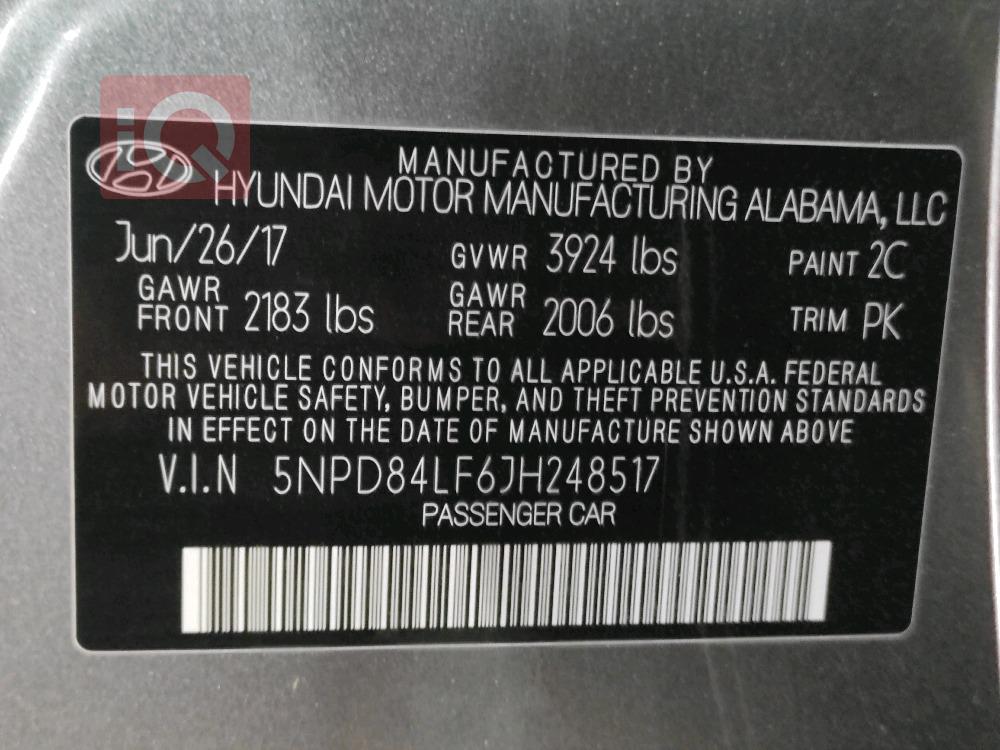 iQ
MANUFACTURED BY
HYUNDAI MOTOR MANUFACTURING ALABAMA, LLC
Jun/26/17 GVWR 3924 lbs PAINT 2C
GAWR FRONT 2183 lbs GAWR REAR 2006 lbs TRIM PK
THIS VEHICLE CONFORMS TO ALL APPLICABLE U.S.A. FEDERAL
MOTOR VEHICLE SAFETY, BUMPER, AND THEFT PREVENTION STANDARDS
IN EFFECT ON THE DATE OF MANUFACTURE SHOWN ABOVE
V.I.N 5NPD84LF6JH248517
PASSENGER CAR